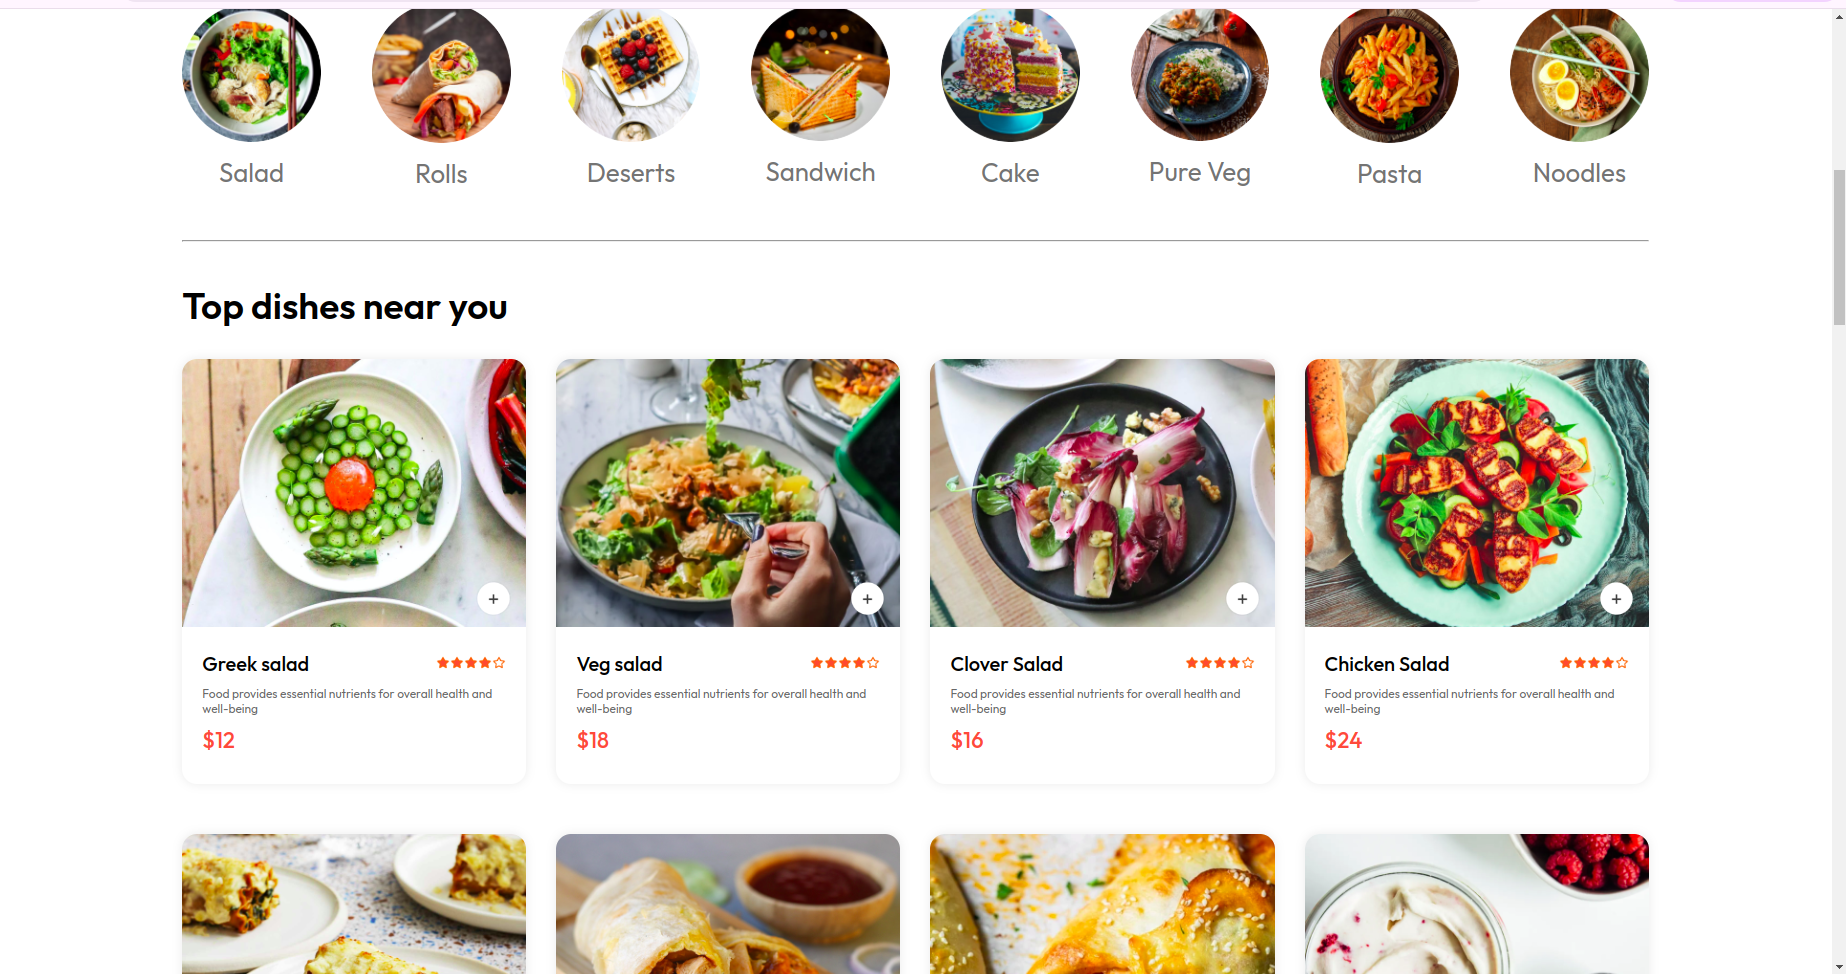 Salad
Rolls
Deserts
Sandwich
Cake
Pure Veg
Pasta
Noodles
Top dishes near you
Greek salad
Food provides essential nutrients for overall health and
well-being
$12
Veg salad
Food provides essential nutrients for overall health and
well-being
$18
Clover Salad
Food provides essential nutrients for overall health and
well-being
$16
Chicken Salad
Food provides essential nutrients for overall health and
well-being
$24